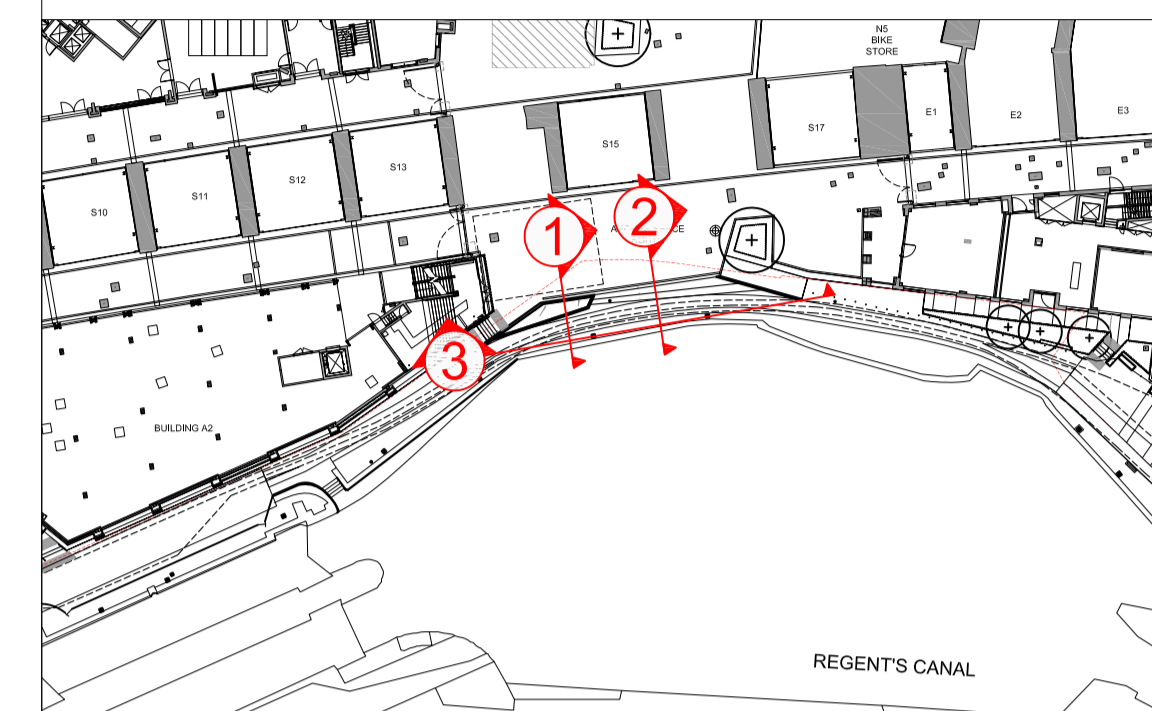 N5
BIKE
STORE
E1
E2
E3
S17
S15
S13
S12
S11
S10
1
2
3
BUILDING A2
REGENT'S CANAL